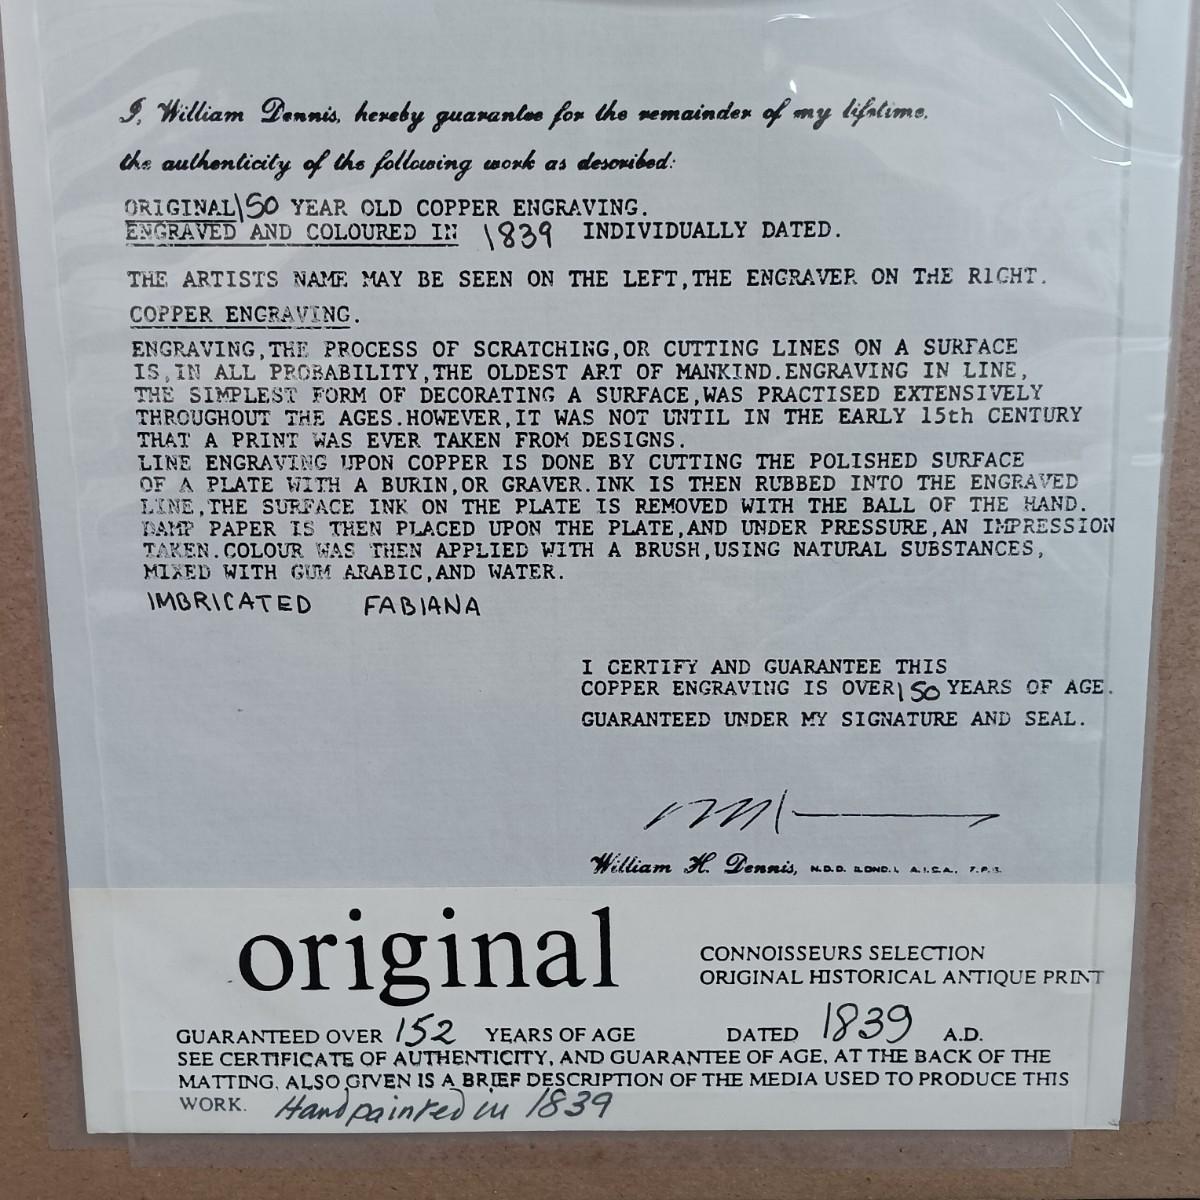 I, William Dennis, hereby guarantee for the remainder of my lifetime,
the authenticity of the following work as described:
ORIGINAL 150 YEAR OLD COPPER ENGRAVING.
ENGRAVED AND COLOURED IN 1839 INDIVIDUALLY DATED.
THE ARTISTS NAME MAY BE SEEN ON THE LEFT,THE ENGRAVER ON THE RIGHT.
COPPER ENGRAVING.
ENGRAVING,THE PROCESS OF SCRATCHING,OR CUTTING LINES ON A SURFACE
IS,IN ALL PROBABILITY,THE OLDEST ART OF MANKIND.ENGRAVING IN LINE,
THE SIMPLEST FORM OF DECORATING A SURFACE,WAS PRACTISED EXTENSIVELY
THROUGHOUT THE AGES.HOWEVER,IT WAS NOT UNTIL IN THE EARLY 15th CENTURY
THAT A PRINT WAS EVER TAKEN FROM DESIGNS.
LINE ENGRAVING UPON COPPER IS DONE BY CUTTING THE POLISHED SURFACE
OF A PLATE WITH A BURIN,OR GRAVER.INK IS THEN RUBBED INTO THE ENGRAVED
LINE,THE SURFACE INK ON THE PLATE IS REMOVED WITH THE BALL OF THE HAND.
DAMP PAPER IS THEN PLACED UPON THE PLATE,AND UNDER PRESSURE,AN IMPRESSION
TAKEN.COLOUR WAS THEN APPLIED WITH A BRUSH,USING NATURAL SUBSTANCES,
MIXED WITH GUM ARABIC,AND WATER.
IMBRICATED FABIANA
I CERTIFY AND GUARANTEE THIS
COPPER ENGRAVING IS OVER 150 YEARS OF AGE.
GUARANTEED UNDER MY SIGNATURE AND SEAL.
William H. Dennis, N.D.D. (LOND.), A.I.C.A.
original
CONNOISSEURS SELECTION
ORIGINAL HISTORICAL ANTIQUE PRINT
GUARANTEED OVER 152 YEARS OF AGE DATED 1839 A.D.
SEE CERTIFICATE OF AUTHENTICITY, AND GUARANTEE OF AGE, AT THE BACK OF THE
MATTING, ALSO GIVEN IS A BRIEF DESCRIPTION OF THE MEDIA USED TO PRODUCE THIS
WORK. Handpainted in 1839